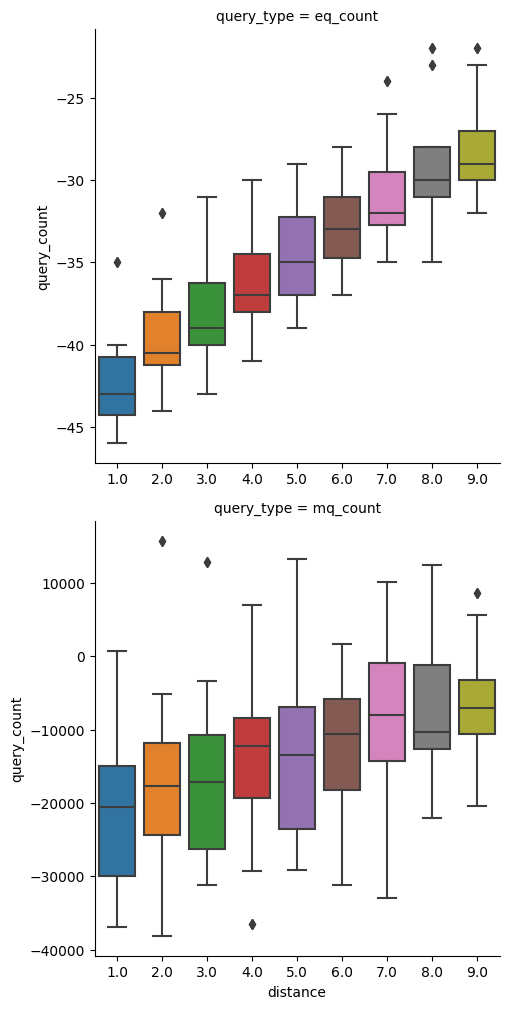 query_type = eq_count
−25
−30
−35
−40
−45
query_count
1.0 2.0 3.0 4.0 5.0 6.0 7.0 8.0 9.0
query_type = mq_count
10000
0
−10000
−20000
−30000
−40000
query_count
1.0 2.0 3.0 4.0 5.0 6.0 7.0 8.0 9.0
distance